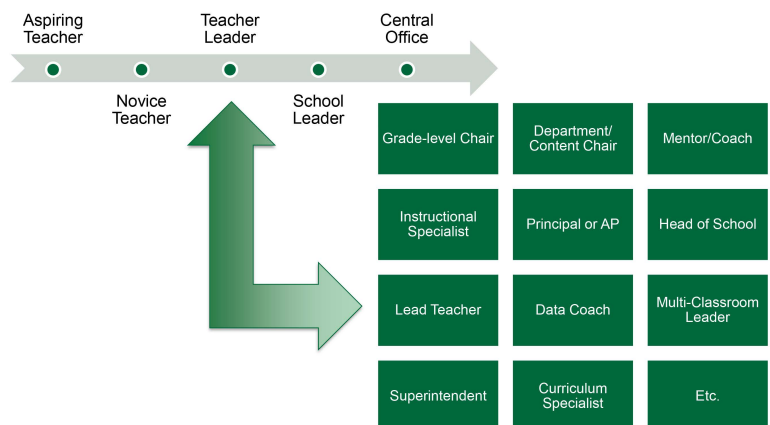 Aspiring
Teacher
Teacher
Leader
Central
Office
Novice
Teacher
School
Leader
Grade-level Chair
Department/
Content Chair
Mentor/Coach
Instructional
Specialist
Principal or AP
Head of School
Lead Teacher
Data Coach
Multi-Classroom
Leader
Superintendent
Curriculum
Specialist
Etc.